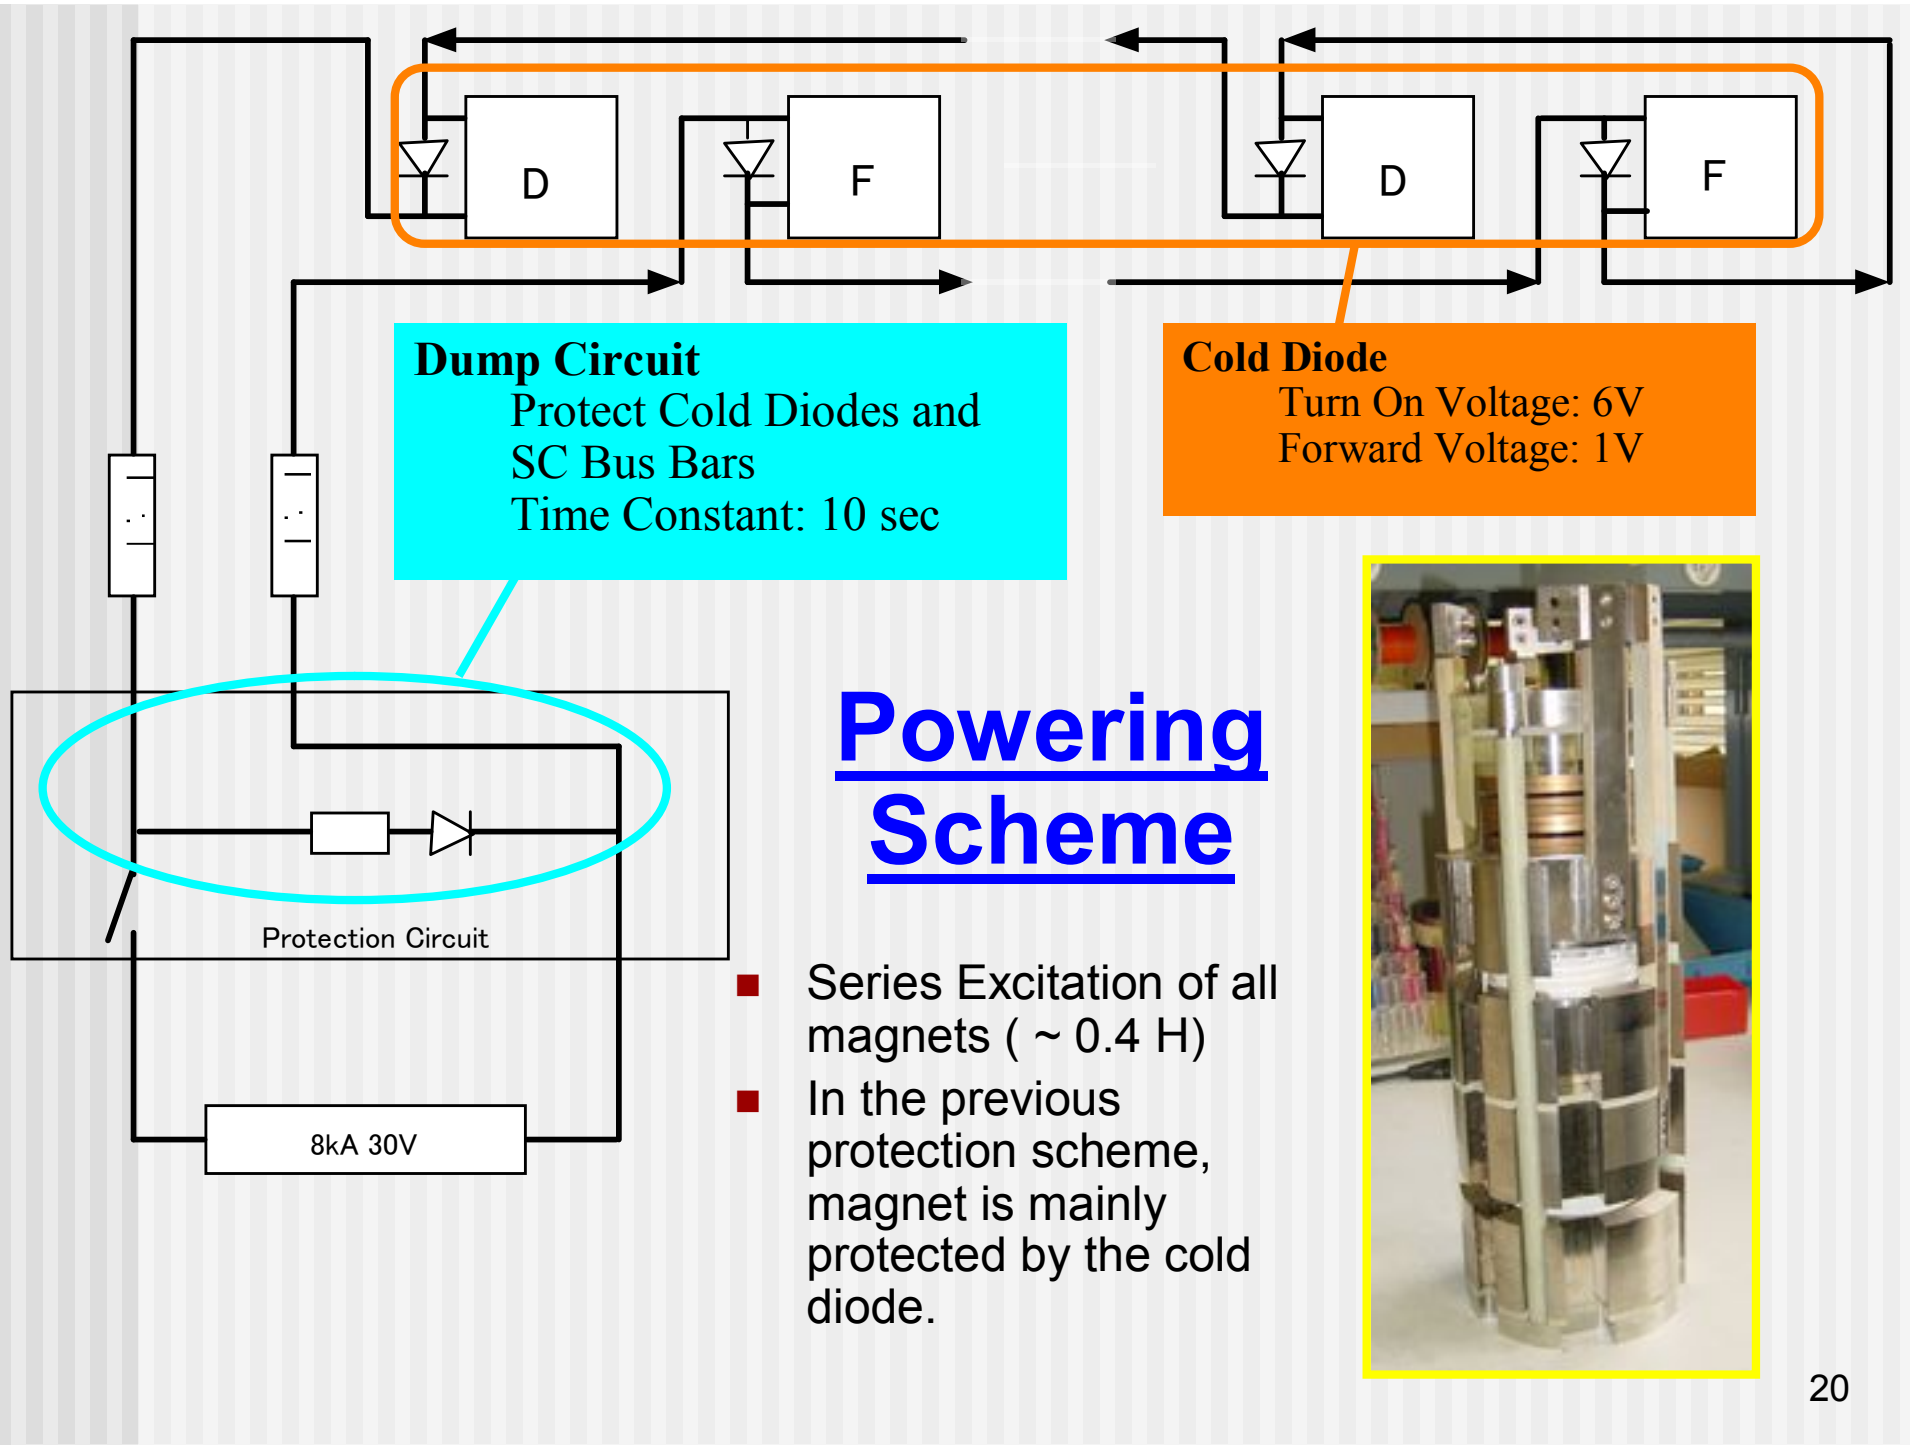 D
F
D
F
Dump Circuit
Protect Cold Diodes and
SC Bus Bars
Time Constant: 10 sec
Cold Diode
Turn On Voltage: 6V
Forward Voltage: 1V
Powering
Scheme
Protection Circuit
8kA 30V
Series Excitation of all
magnets ( ~ 0.4 H)
In the previous
protection scheme,
magnet is mainly
protected by the cold
diode.
20